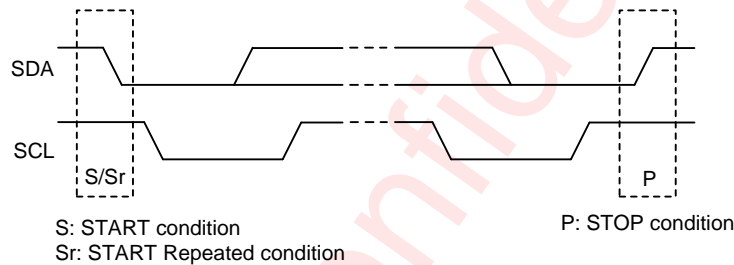 SDA
SCL
S/Sr
P
S: START condition
P: STOP condition
Sr: START Repeated condition